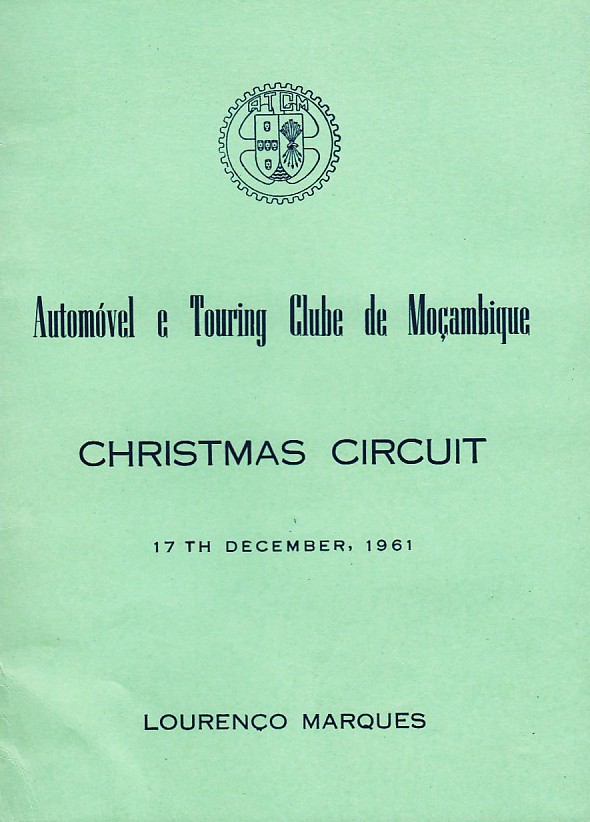 ATCM
Automóvel e Touring Clube de Moçambique
CHRISTMAS CIRCUIT
17 TH DECEMBER, 1961
LOURENÇO MARQUES